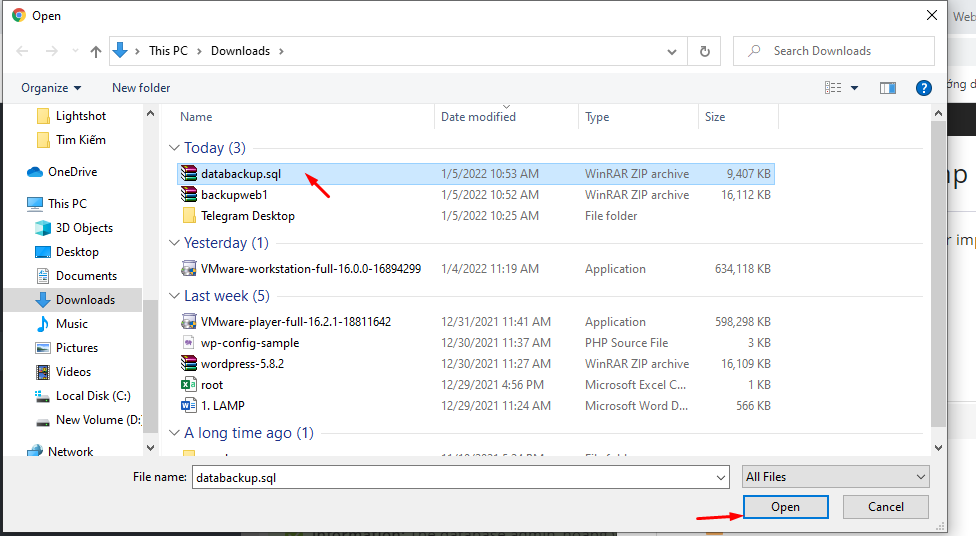 Open
Web
This PC > Downloads >
Search Downloads
Organize
New folder
ớng d
Lightshot
Tim Kiếm
OneDrive
This PC
3D Objects
Desktop
Documents
Downloads
Music
Pictures
Videos
Local Disk (C:)
New Volume (D:
Network
Name Date modified Type Size
Today (3)
databackup.sql 1/5/2022 10:53 AM WinRAR ZIP archive 9,407 KB
backupweb1 1/5/2022 10:52 AM WinRAR ZIP archive 16,112 KB
Telegram Desktop 1/5/2022 10:25 AM File folder
Yesterday (1)
VMware-workstation-full-16.0.0-16894299 1/4/2022 11:19 AM Application 634,118 KB
Last week (5)
VMware-player-full-16.2.1-18811642 12/31/2021 11:41 AM Application 598,298 KB
wp-config-sample 12/30/2021 11:37 AM PHP Source File 3 KB
wordpress-5.8.2 12/30/2021 11:27 AM WinRAR ZIP archive 16,109 KB
root 12/29/2021 4:56 PM Microsoft Excel C... 1 KB
1. LAMP 12/29/2021 11:24 AM Microsoft Word D... 566 KB
A long time ago (1)
np
r imp
File name: databackup.sql All Files
Open Cancel